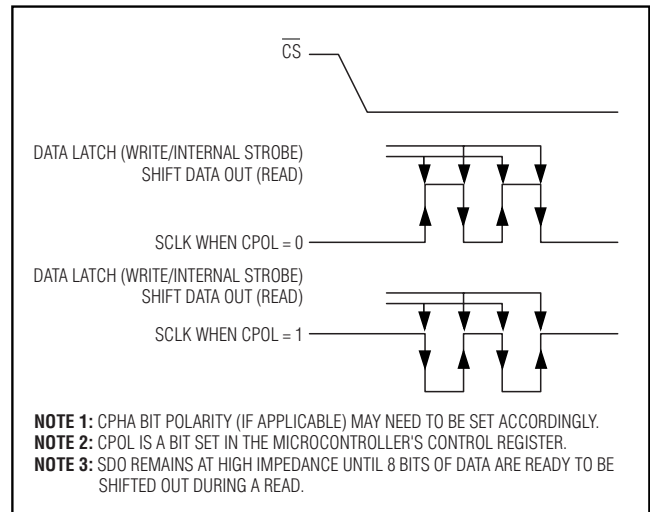 CS
DATA LATCH (WRITE/INTERNAL STROBE)
SHIFT DATA OUT (READ)
SCLK WHEN CPOL = 0
DATA LATCH (WRITE/INTERNAL STROBE)
SHIFT DATA OUT (READ)
SCLK WHEN CPOL = 1
NOTE 1: CPHA BIT POLARITY (IF APPLICABLE) MAY NEED TO BE SET ACCORDINGLY.
NOTE 2: CPOL IS A BIT SET IN THE MICROCONTROLLER'S CONTROL REGISTER.
NOTE 3: SDO REMAINS AT HIGH IMPEDANCE UNTIL 8 BITS OF DATA ARE READY TO BE
SHIFTED OUT DURING A READ.